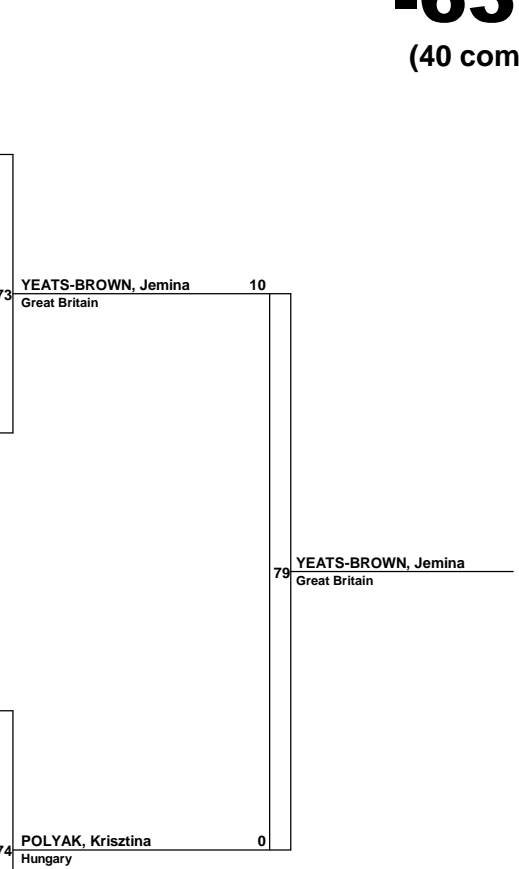 -63
(40 com
73
YEATS-BROWN, Jemina 10
Great Britain
79
YEATS-BROWN, Jemina
Great Britain
74
POLYAK, Krisztina 0
Hungary